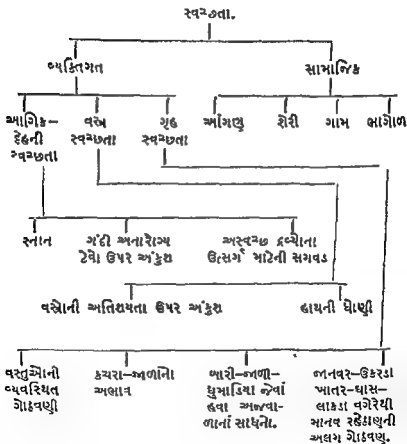 સ્વચ્છતા.
વ્યક્તિગત સામાજિક
આંગિક- વસ્ત્ર ગૃહ આંગણુ શેરી ગામ ભાગોળ
દેહની સ્વચ્છતા સ્વચ્છતા
સ્વચ્છતા
સ્નાન ગંદી અનારોગ્ય અસ્વચ્છ દ્રવ્યોના
ટેવો ઉપર અંકુશ ઉત્સર્ગ માટેની સગવડ
વસ્ત્રોની અતિશયતા ઉપર અંકુશ હાથની ધોણી
વસ્તુઓની કચરા-જાળાંનો બારી-જાળા- જાનવર-ઉકરડા
વ્યવસ્થિત અભાવ ધુમાડિયા જેવાં ખાતર-ઘાસ-
ગોઠવણી હવા અજવા- લાકડા વગેરેથી
ળાનાં સાધનો. માનવ રહેઠાણની
અલગ ગોઠવણ.